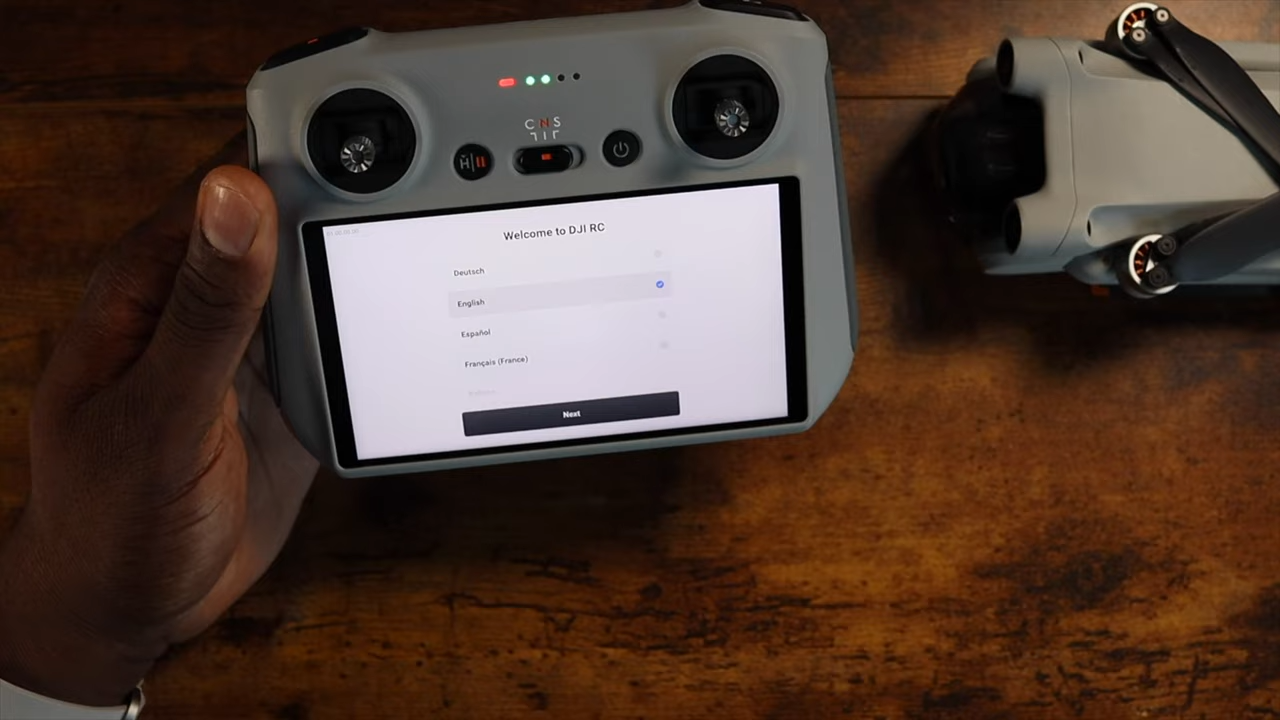 C N S
H
Welcome to DJI RC
Deutsch
English
Español
Français (France)
Next